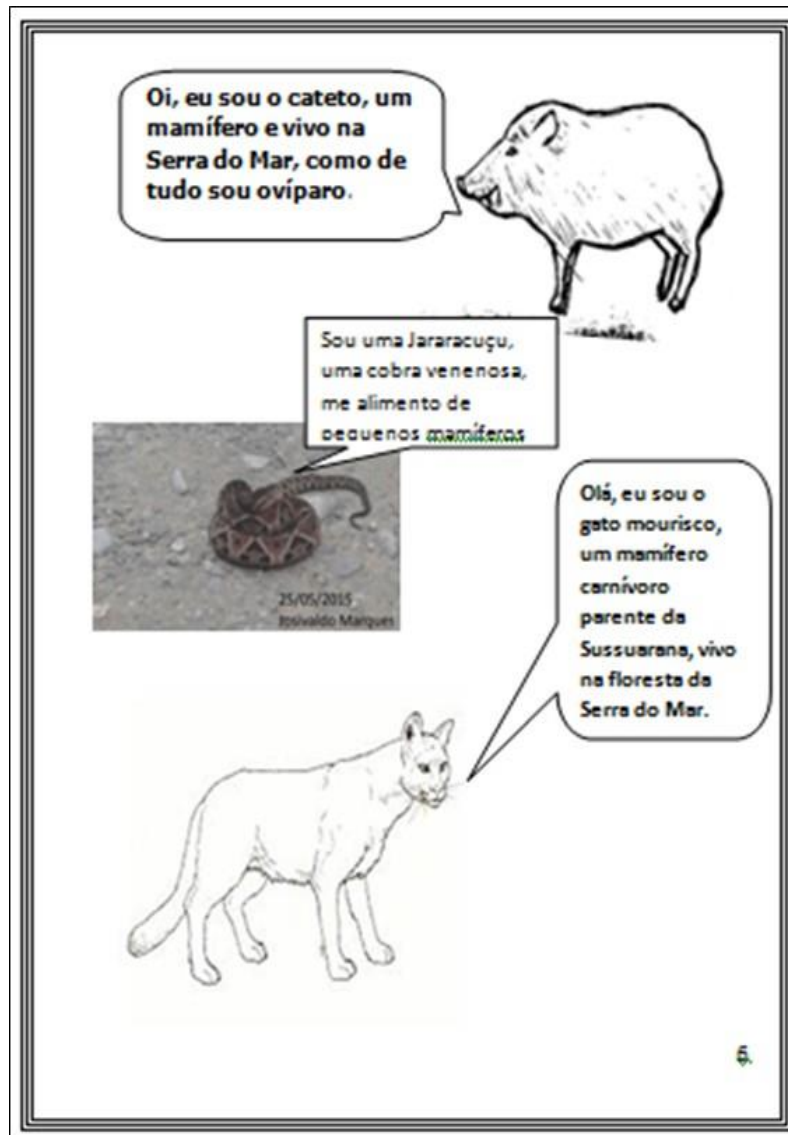 Oi, eu sou o cateto, um
mamífero e vivo na
Serra do Mar, como de
tudo sou ovíparo.
Sou uma Jararacuçu,
uma cobra venenosa,
me alimento de
pequenos mamíferos
25/05/2015
Josivaldo Marques
Olá, eu sou o
gato mourisco,
um mamífero
carnívoro
parente da
Sussuarana, vivo
na floresta da
Serra do Mar.
6.